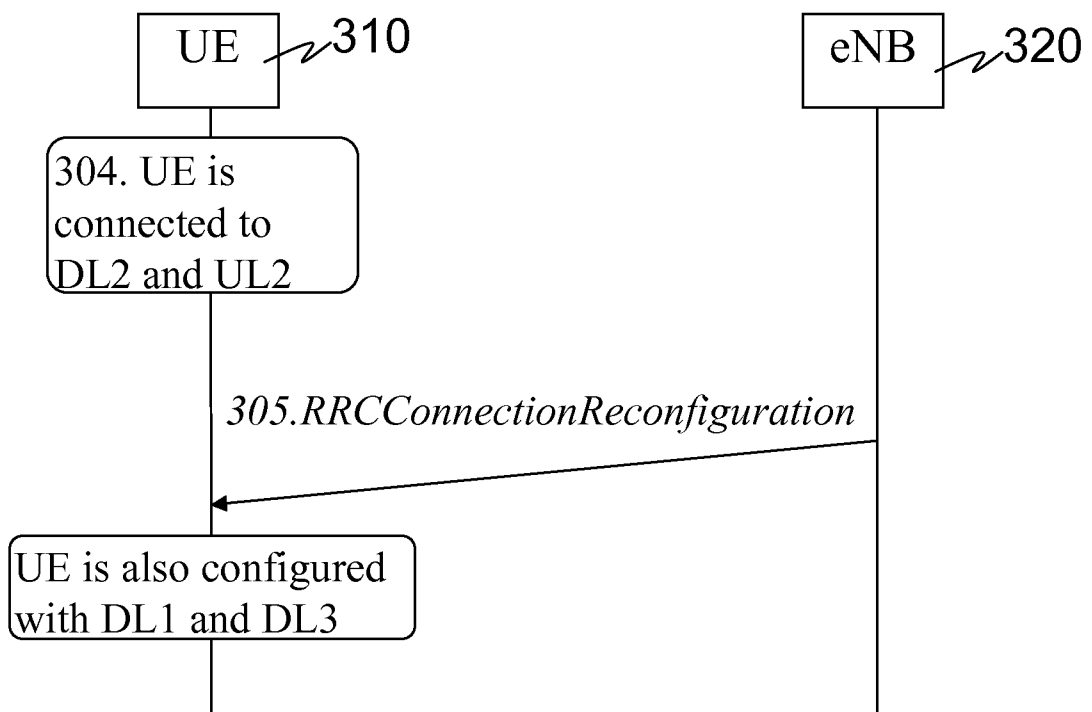 UE
310
eNB
320
304. UE is
connected to
DL2 and UL2
305.RRCConnectionReconfiguration
UE is also configured
with DL1 and DL3